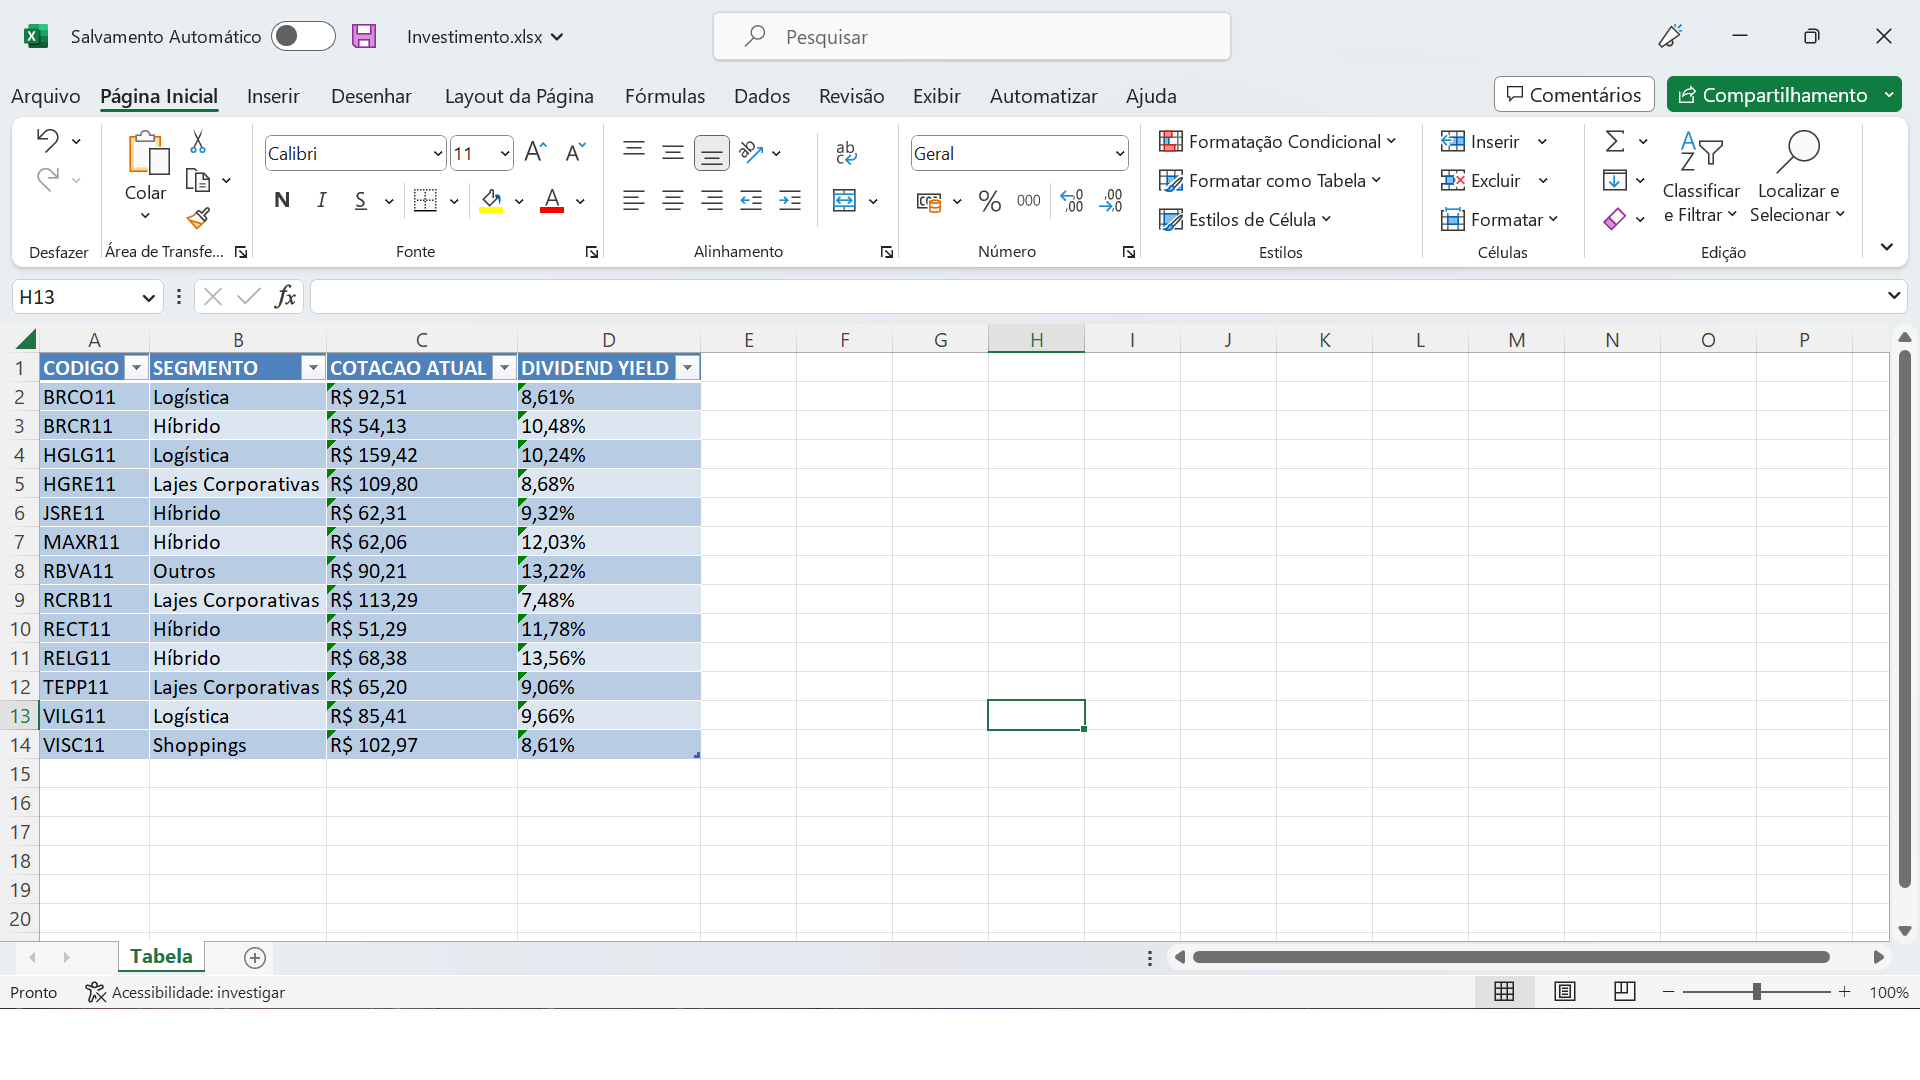 Salvamento Automático
Investimento.xlsx
Pesquisar
Arquivo Página Inicial Inserir Desenhar Layout da Página Fórmulas Dados Revisão Exibir Automatizar Ajuda Comentários Compartilhamento
Colar
Desfazer
Área de Transfe...
Calibri 11
N I S
Fonte
ab
Alinhamento
Geral
% 000
Número
Formatação Condicional
Formatar como Tabela
Estilos de Célula
Estilos
Inserir
Excluir
Formatar
Células
Classificar e Filtrar
Localizar e Selecionar
Edição
H13 fx
A B C D E F G H I J K L M N O P
1 CODIGO SEGMENTO COTACAO ATUAL DIVIDEND YIELD
2 BRCO11 Logística R$ 92,51 8,61%
3 BRCR11 Híbrido R$ 54,13 10,48%
4 HGLG11 Logística R$ 159,42 10,24%
5 HGRE11 Lajes Corporativas R$ 109,80 8,68%
6 JSRE11 Híbrido R$ 62,31 9,32%
7 MAXR11 Híbrido R$ 62,06 12,03%
8 RBVA11 Outros R$ 90,21 13,22%
9 RCRB11 Lajes Corporativas R$ 113,29 7,48%
10 RECT11 Híbrido R$ 51,29 11,78%
11 RELG11 Híbrido R$ 68,38 13,56%
12 TEPP11 Lajes Corporativas R$ 65,20 9,06%
13 VILG11 Logística R$ 85,41 9,66%
14 VISC11 Shoppings R$ 102,97 8,61%
15
16
17
18
19
20
Tabela
Pronto Acessibilidade: investigar 100%